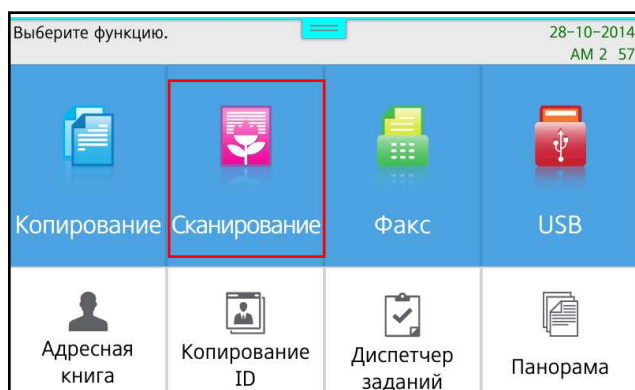 Выберите функцию.
28-10-2014
AM 2 57
Копирование
Сканирование
Факс
USB
Адресная
книга
Копирование
ID
Диспетчер
заданий
Панорама